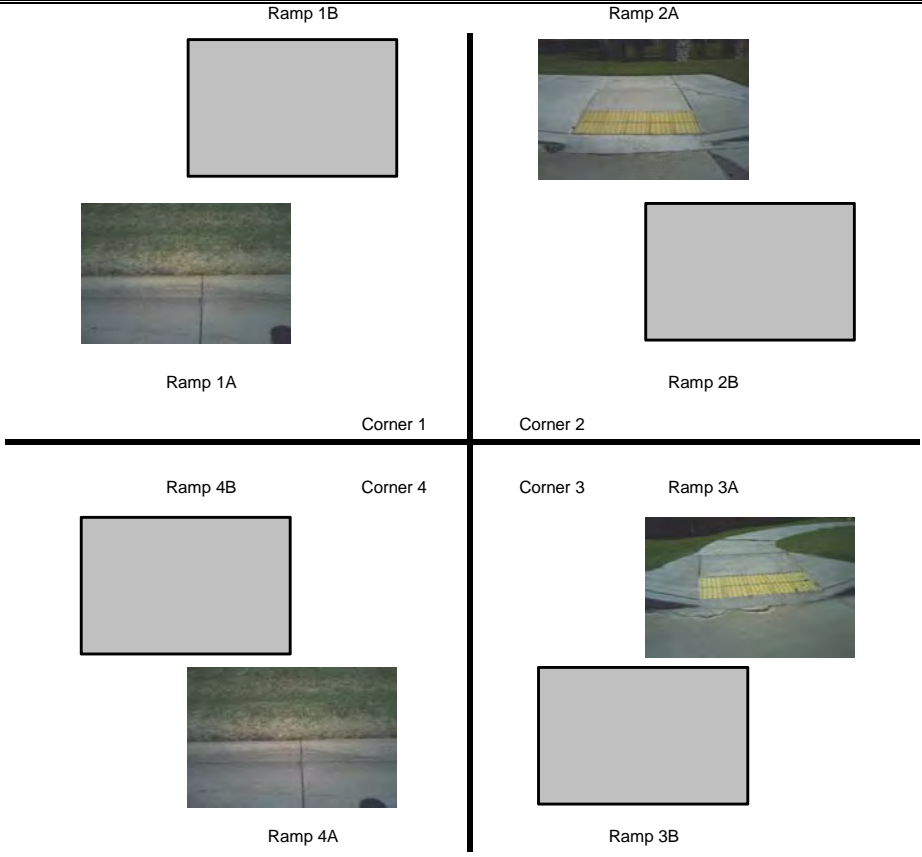 Ramp 1B Ramp 2A
Ramp 1A Ramp 2B
Corner 1 Corner 2
Ramp 4B Corner 4 Corner 3 Ramp 3A
Ramp 4A Ramp 3B